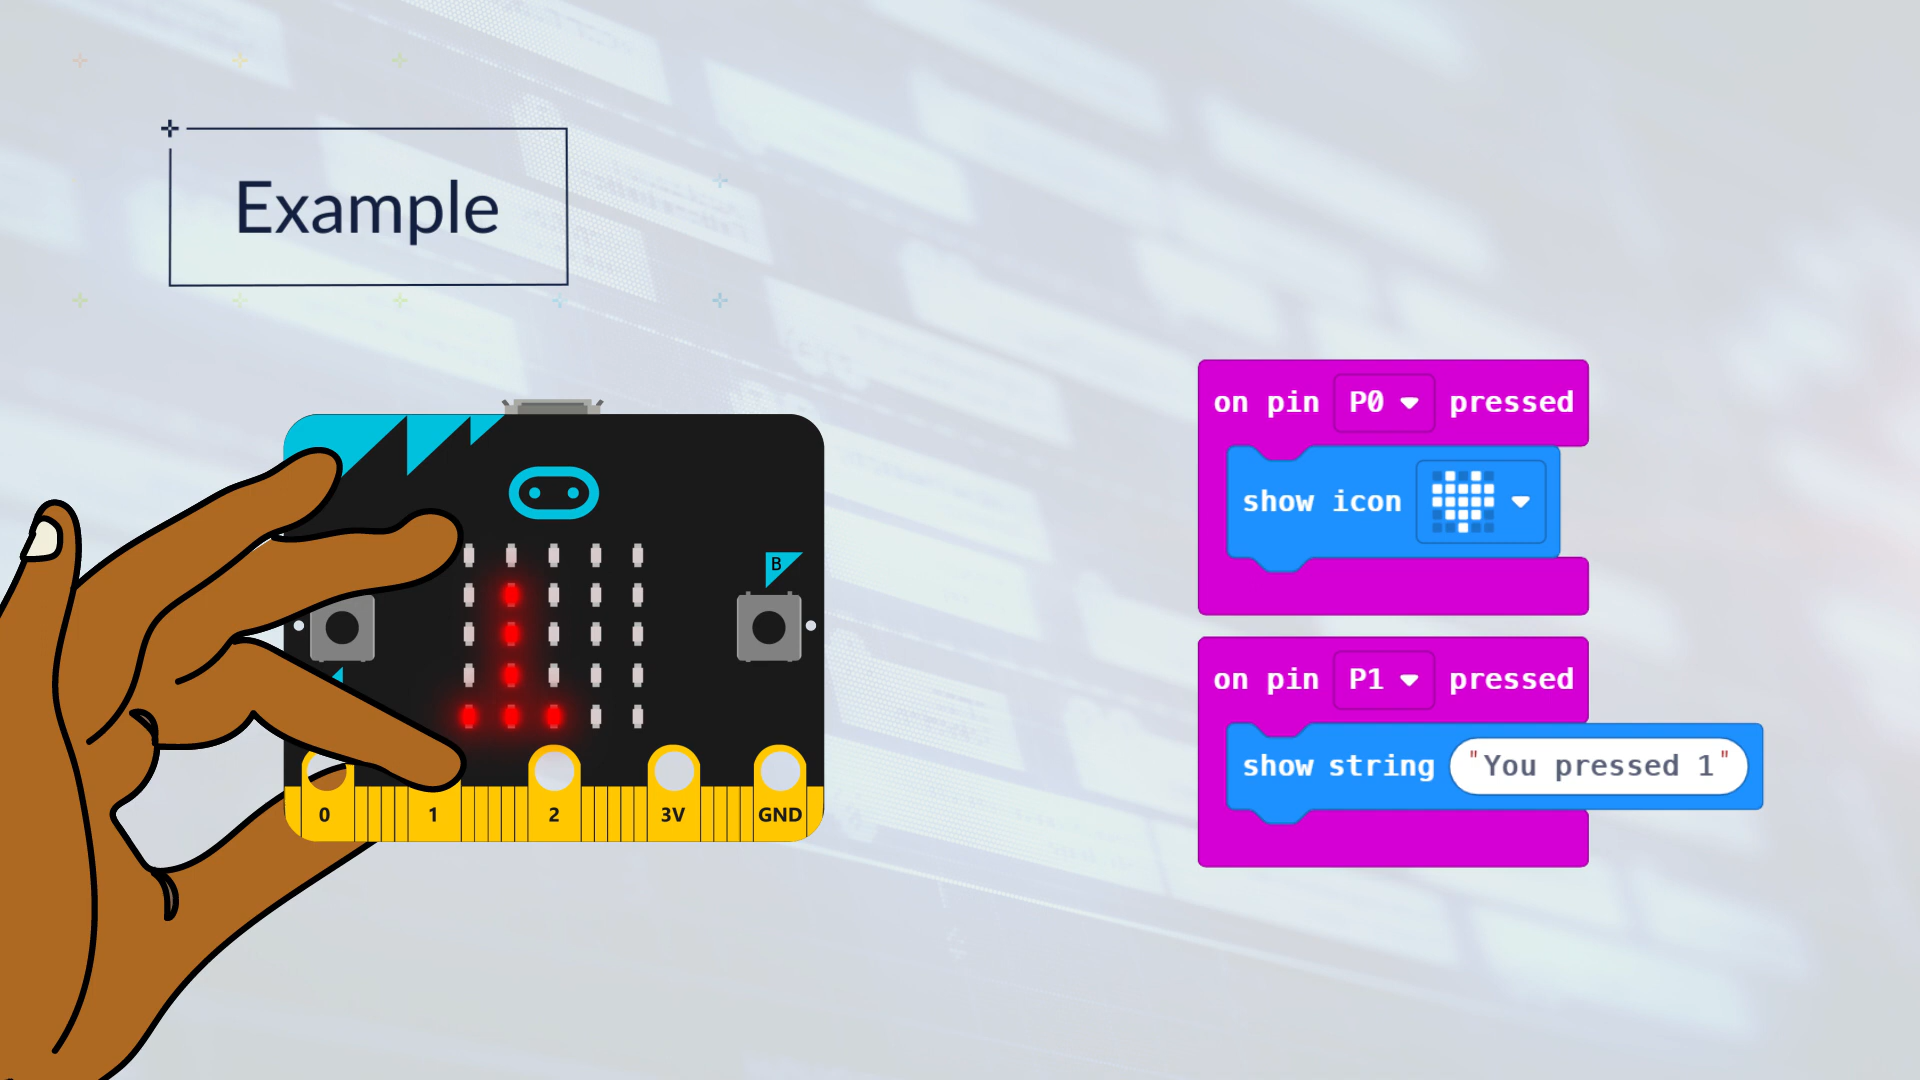 Example
B
0 1 2 3V GND
on pin P0 pressed
show icon
on pin P1 pressed
show string "You pressed 1"